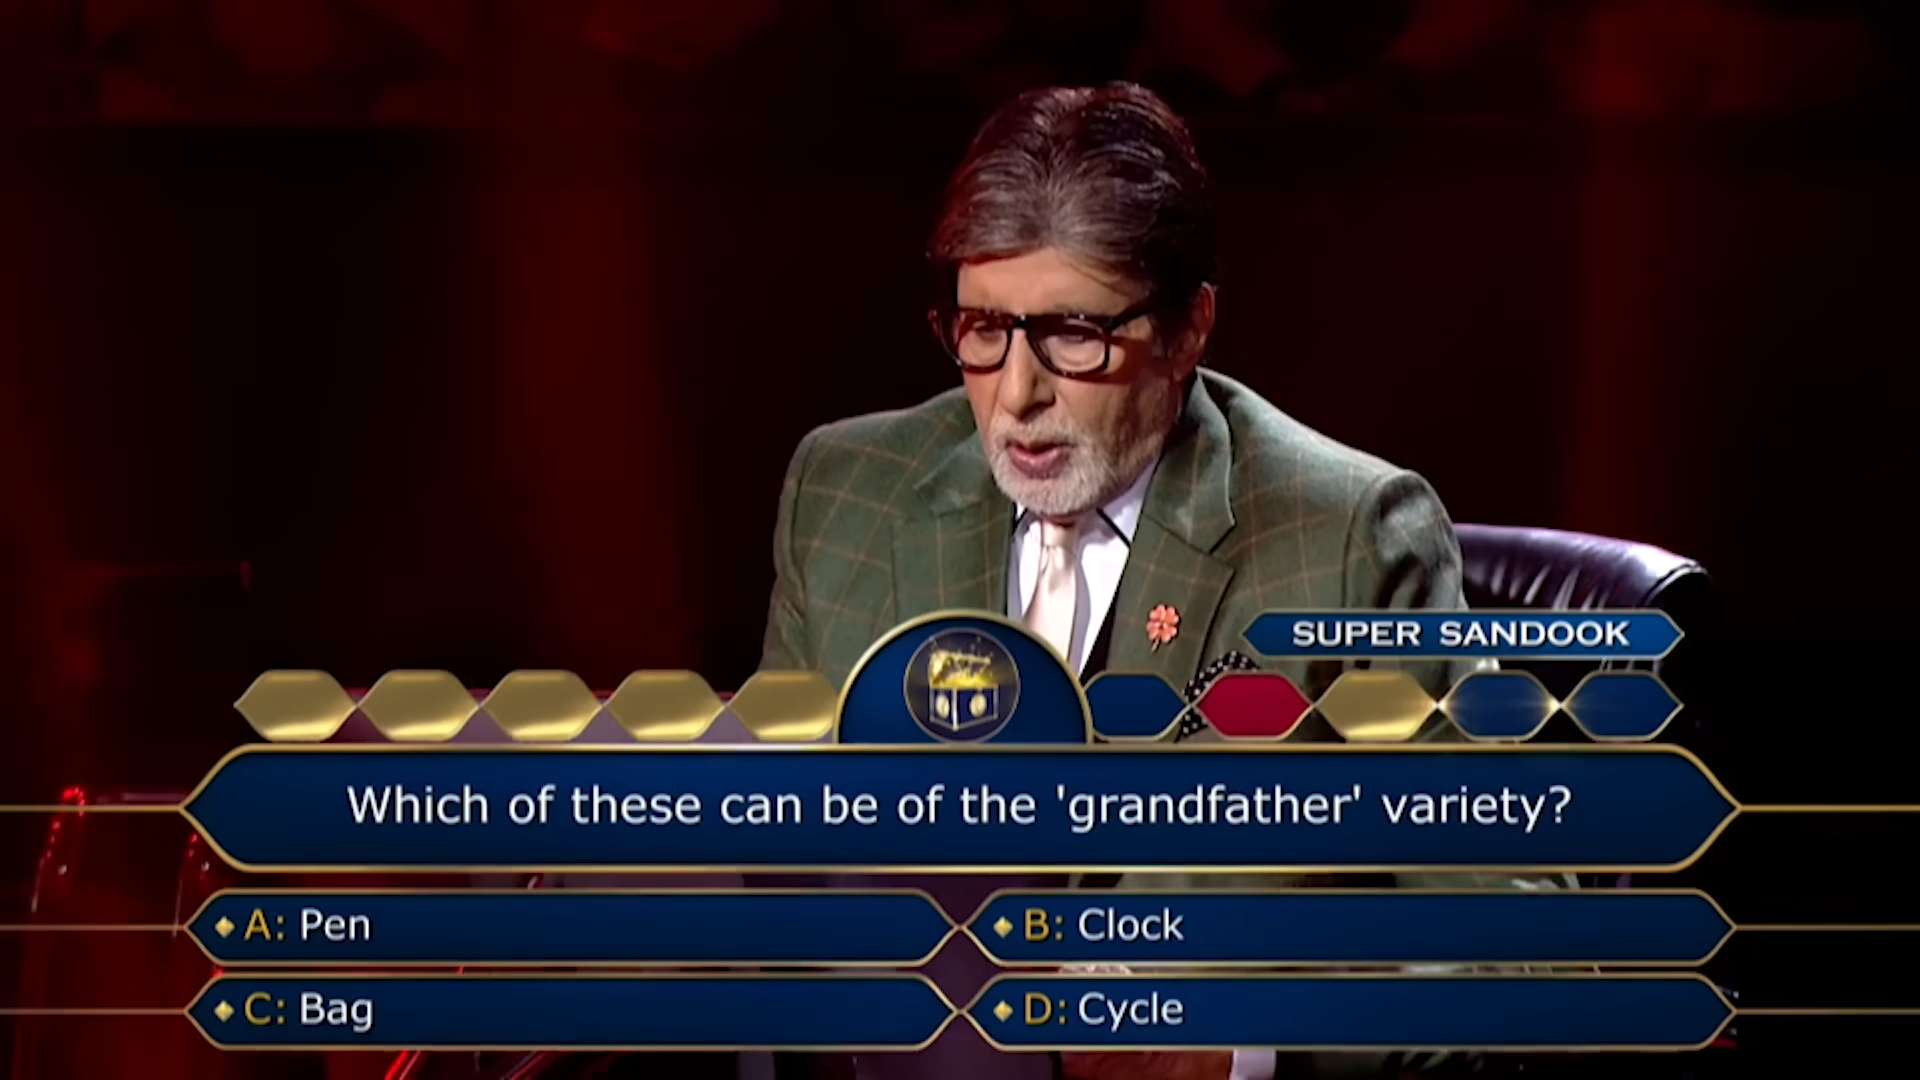 SUPER SANDOOK
Which of these can be of the 'grandfather' variety?
A: Pen
B: Clock
C: Bag
D: Cycle